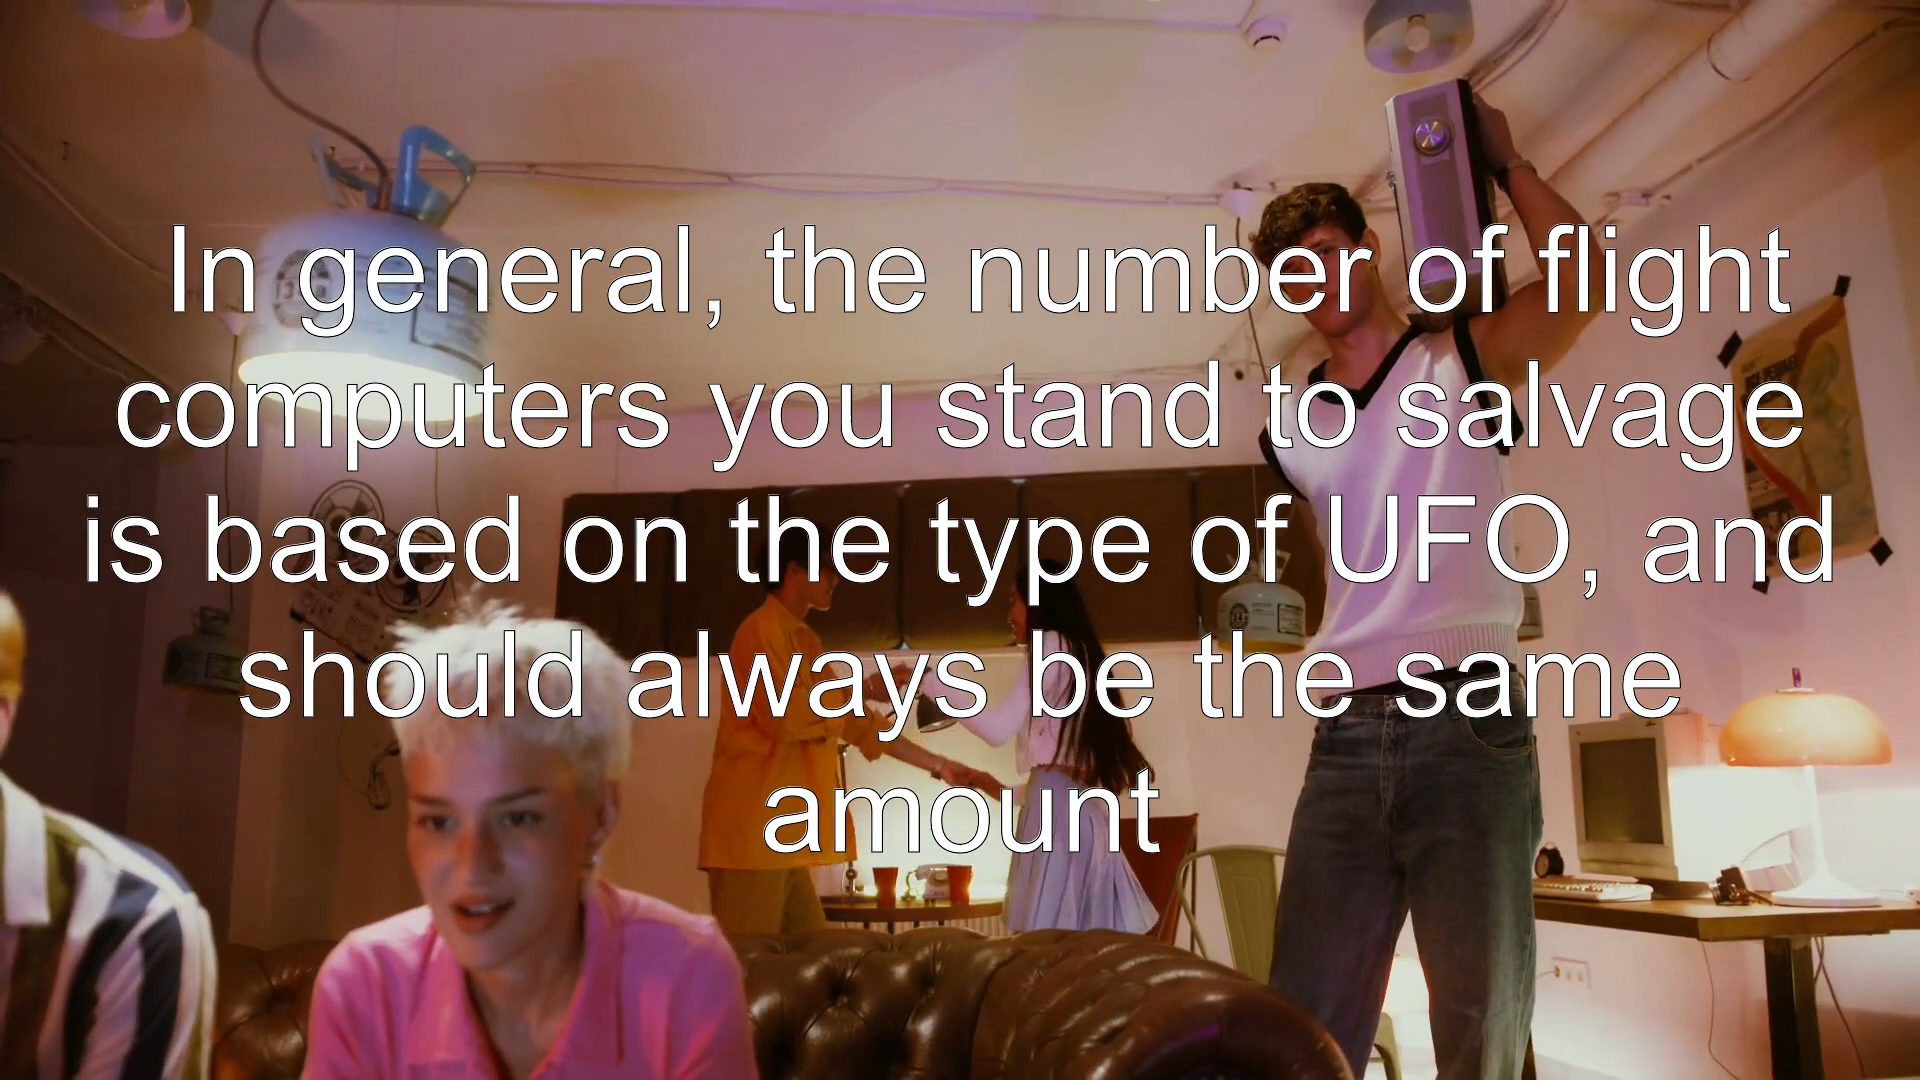 In general, the number of flight
computers you stand to salvage
is based on the type of UFO, and
should always be the same
amount